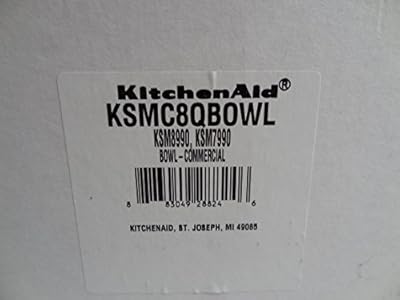 KitchenAid®
KSMC8QBOWL
KSM8990, KSM7990
BOWL-COMMERCIAL
8 83049 28824 6
KITCHENAID, ST. JOSEPH, MI 49085